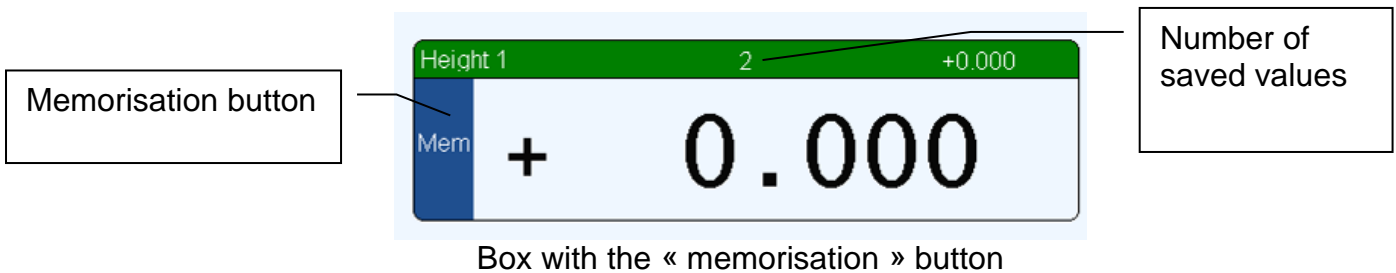 Number of
saved values
Height 1 2 +0.000
Memorisation button
Mem + 0.000
Box with the « memorisation » button